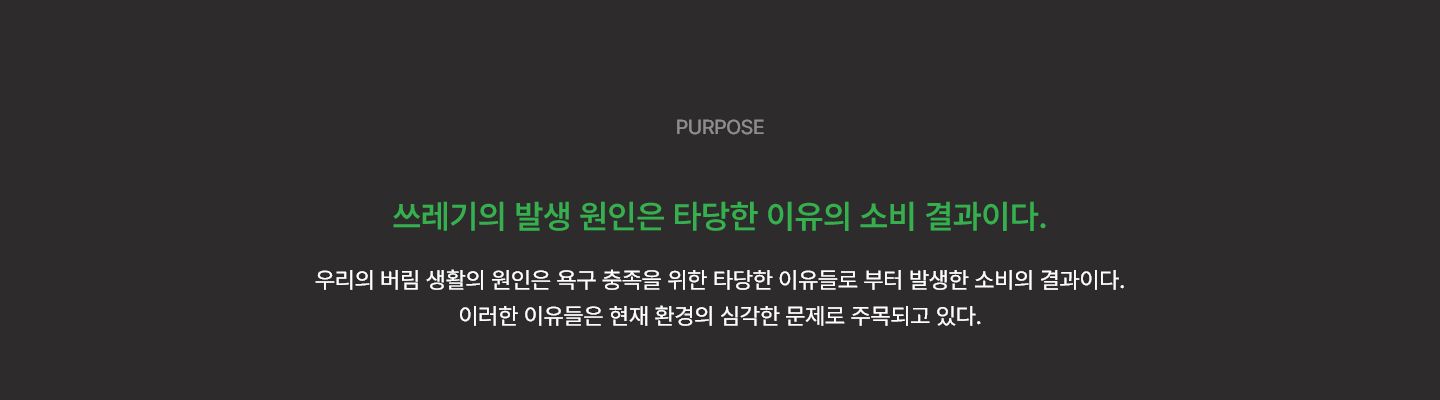 PURPOSE
쓰레기의 발생 원인은 타당한 이유의 소비 결과이다.
우리의 버림 생활의 원인은 욕구 충족을 위한 타당한 이유들로 부터 발생한 소비의 결과이다.
이러한 이유들은 현재 환경의 심각한 문제로 주목되고 있다.